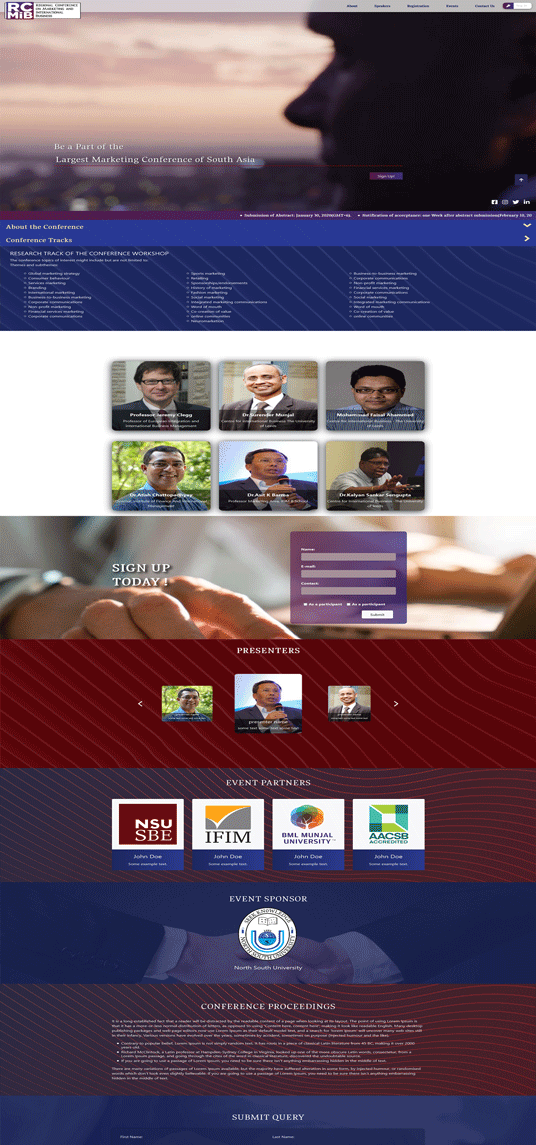 RC
MIB
REGIONAL CONFERENCE
ON MARKETING AND
INTERNATIONAL
BUSINESS
About
Speakers
Registration
Events
Contact Us
Be a Part of the
Largest Marketing Conference of South Asia
Sign Up!
• Submission of Abstract: January 30, 2020(GMT+6). • Notification of acceptance: one Week after abstract submission(February 10, 20
About the Conference
Conference Tracks
RESEARCH TRACK OF THE CONFERENCE WORKSHOP
The conference topics of interest might include but are not limited to:
Themes and subthemes:
Global marketing strategy
Consumer behaviour
Services marketing
Branding
International marketing
Business-to-business marketing
Corporate communications
Non-profit marketing
Financial services marketing
Corporate communications
Sports marketing
Retailing
Sponsorships/endorsements
History of marketing
Fashion marketing
Social marketing
Integrated marketing communications
Word of mouth
Co-creation of value
online communities
Neuromarketing
Business-to-business marketing
Corporate communications
Non-profit marketing
Financial services marketing
Corporate communications
Social marketing
Integrated marketing communications
Word of mouth
Co-creation of value
online communities
Professor Jeremy Clegg
Professor of European Integration and
International Business Management
Dr.Surender Munjal
Centre for International Business The University
of Leeds
Mohammad Faisal Ahammad
Centre for International Business The University
of Leeds
Dr.Atish Chattopadhyay
Director, Institute of Finance And International
Management
Dr.Asit K Barma
Professor Marketing Area,
Dr.Kalyan Sankar Sengupta
Centre for International Business The University
of Leeds
SIGN UP
TODAY !
Name:
E-mail:
Contact:
As a participant
As a participant
Submit
PRESENTERS
presenter name
some text some text some text
EVENT PARTNERS
NSU
SBE
John Doe
Some example text.
IFIM
John Doe
Some example text.
BML MUNJAL
UNIVERSITY™
John Doe
Some example text.
AACSB
ACCREDITED
John Doe
Some example text.
EVENT SPONSOR
NORTH SOUTH UNIVERSITY
North South University
CONFERENCE PROCEEDINGS
It is a long established fact that a reader will be distracted by the readable content of a page when looking at its layout. The point of using Lorem Ipsum is
that it has a more-or-less normal distribution of letters, as opposed to using 'Content here, content here', making it look like readable English. Many desktop
publishing packages and web page editors now use Lorem Ipsum as their default model text, and a search for 'lorem ipsum' will uncover many web sites still
in their infancy. Various versions have evolved over the years, sometimes by accident, sometimes on purpose (injected humour and the like).
Contrary to popular belief, Lorem Ipsum is not simply random text. It has roots in a piece of classical Latin literature from 45 BC, making it over 2000
years old.
Richard McClintock, a Latin professor at Hampden-Sydney College in Virginia, looked up one of the more obscure Latin words, consectetur, from a
Lorem Ipsum passage, and going through the cites of the word in classical literature, discovered the undoubtable source.
If you are going to use a passage of Lorem Ipsum, you need to be sure there isn't anything embarrassing hidden in the middle of text.
There are many variations of passages of Lorem Ipsum available, but the majority have suffered alteration in some form, by injected humour, or randomised
words which don't look even slightly believable. If you are going to use a passage of Lorem Ipsum, you need to be sure there isn't anything embarrassing
hidden in the middle of text.
SUBMIT QUERY
First Name
Last Name